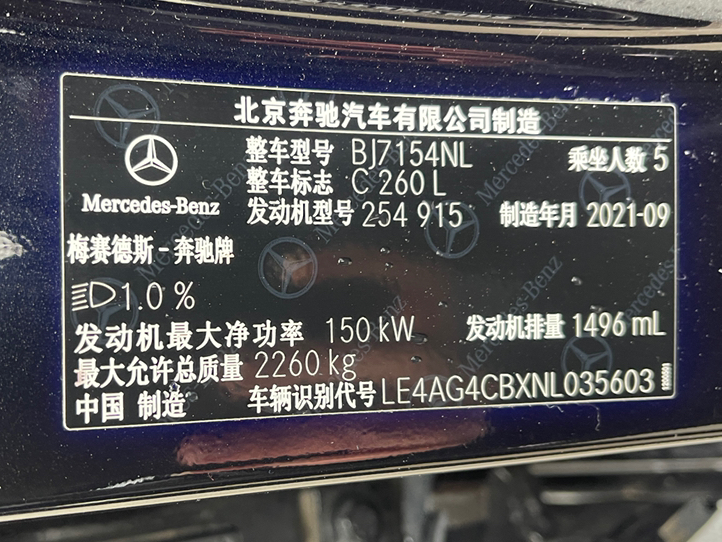 北京奔驰汽车有限公司制造
整车型号 BJ7154NL 乘坐人数 5
整车标志 C 260 L
发动机型号 254 915 制造年月 2021-09
Mercedes-Benz
梅赛德斯-奔驰牌
1.0 %
发动机最大净功率 150 kW 发动机排量 1496 mL
最大允许总质量 2260 kg
中国 制造 车辆识别代号 LE4AG4CBXNL035603